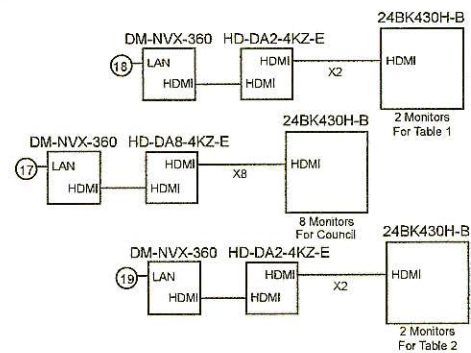 24BK430H-B
DM-NVX-360 HD-DA2-4KZ-E
18 LAN HDMI HDMI
HDMI HDMI X2
2 Monitors
For Table 1
24BK430H-B
DM-NVX-360 HD-DA8-4KZ-E
17 LAN HDMI HDMI
HDMI HDMI X8
8 Monitors
For Council
24BK430H-B
DM-NVX-360 HD-DA2-4KZ-E
19 LAN HDMI HDMI
HDMI HDMI X2
2 Monitors
For Table 2